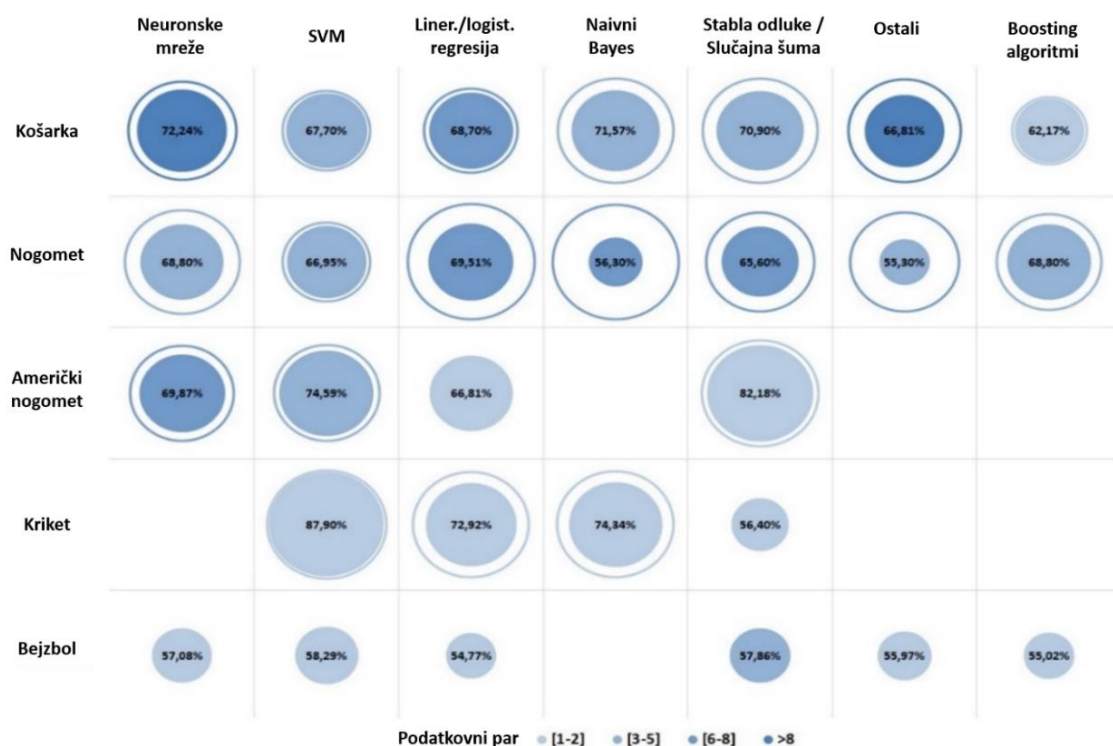 Neuronske
mreže
SVM
Liner./logist.
regresija
Naivni
Bayes
Stabla odluke /
Slučajna šuma
Ostali
Boosting
algoritmi
Košarka
72,24%
67,70%
68,70%
71,57%
70,90%
66,81%
62,17%
Nogomet
68,80%
66,95%
69,51%
56,30%
65,60%
55,30%
68,80%
Američki
nogomet
69,87%
74,59%
66,81%
82,18%
Kriket
87,90%
72,92%
74,34%
56,40%
Bejzbol
57,08%
58,29%
54,77%
57,86%
55,97%
55,02%
Podatkovni par [1-2] [3-5] [6-8] >8